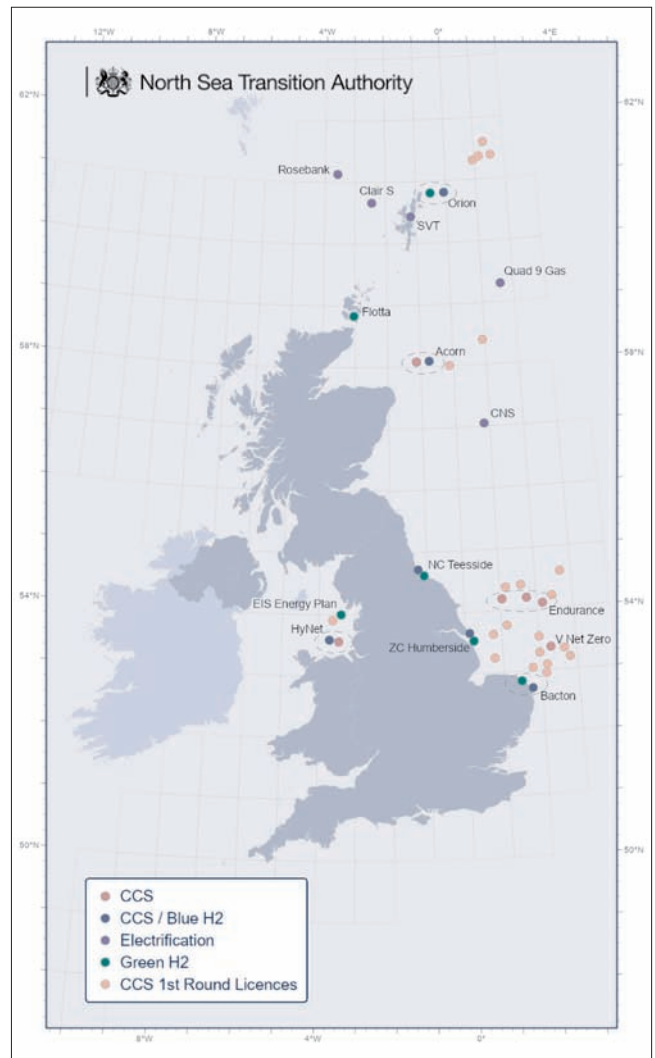 12°W 4°W 0° 4°E
62°N 62°N
North Sea Transition Authority
Rosebank
Clair S
Orion
SVT
Quad 9 Gas
Flotta
58°N 58°N
Acorn
CNS
NC Teesside
54°N 54°N
EIS Energy Plan
Endurance
HyNet
V Net Zero
ZC Humberside
Bacton
50°N 50°N
CCS
CCS / Blue H2
Electrification
Green H2
CCS 1st Round Licences
8°W 4°W 0°